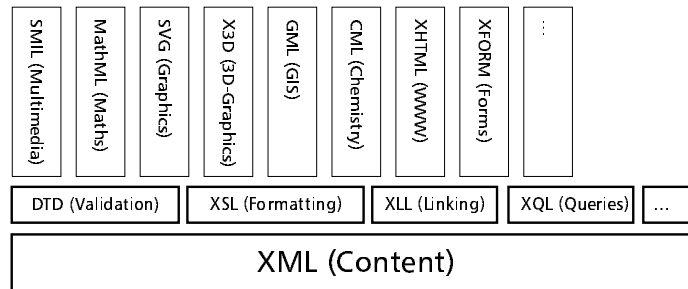 SMIL (Multimedia)
MathML (Maths)
SVG (Graphics)
X3D (3D-Graphics)
GML (GIS)
CML (Chemistry)
XHTML (WWW)
XFORM (Forms)
...
DTD (Validation)
XSL (Formatting)
XLL (Linking)
XQL (Queries)
...
XML (Content)